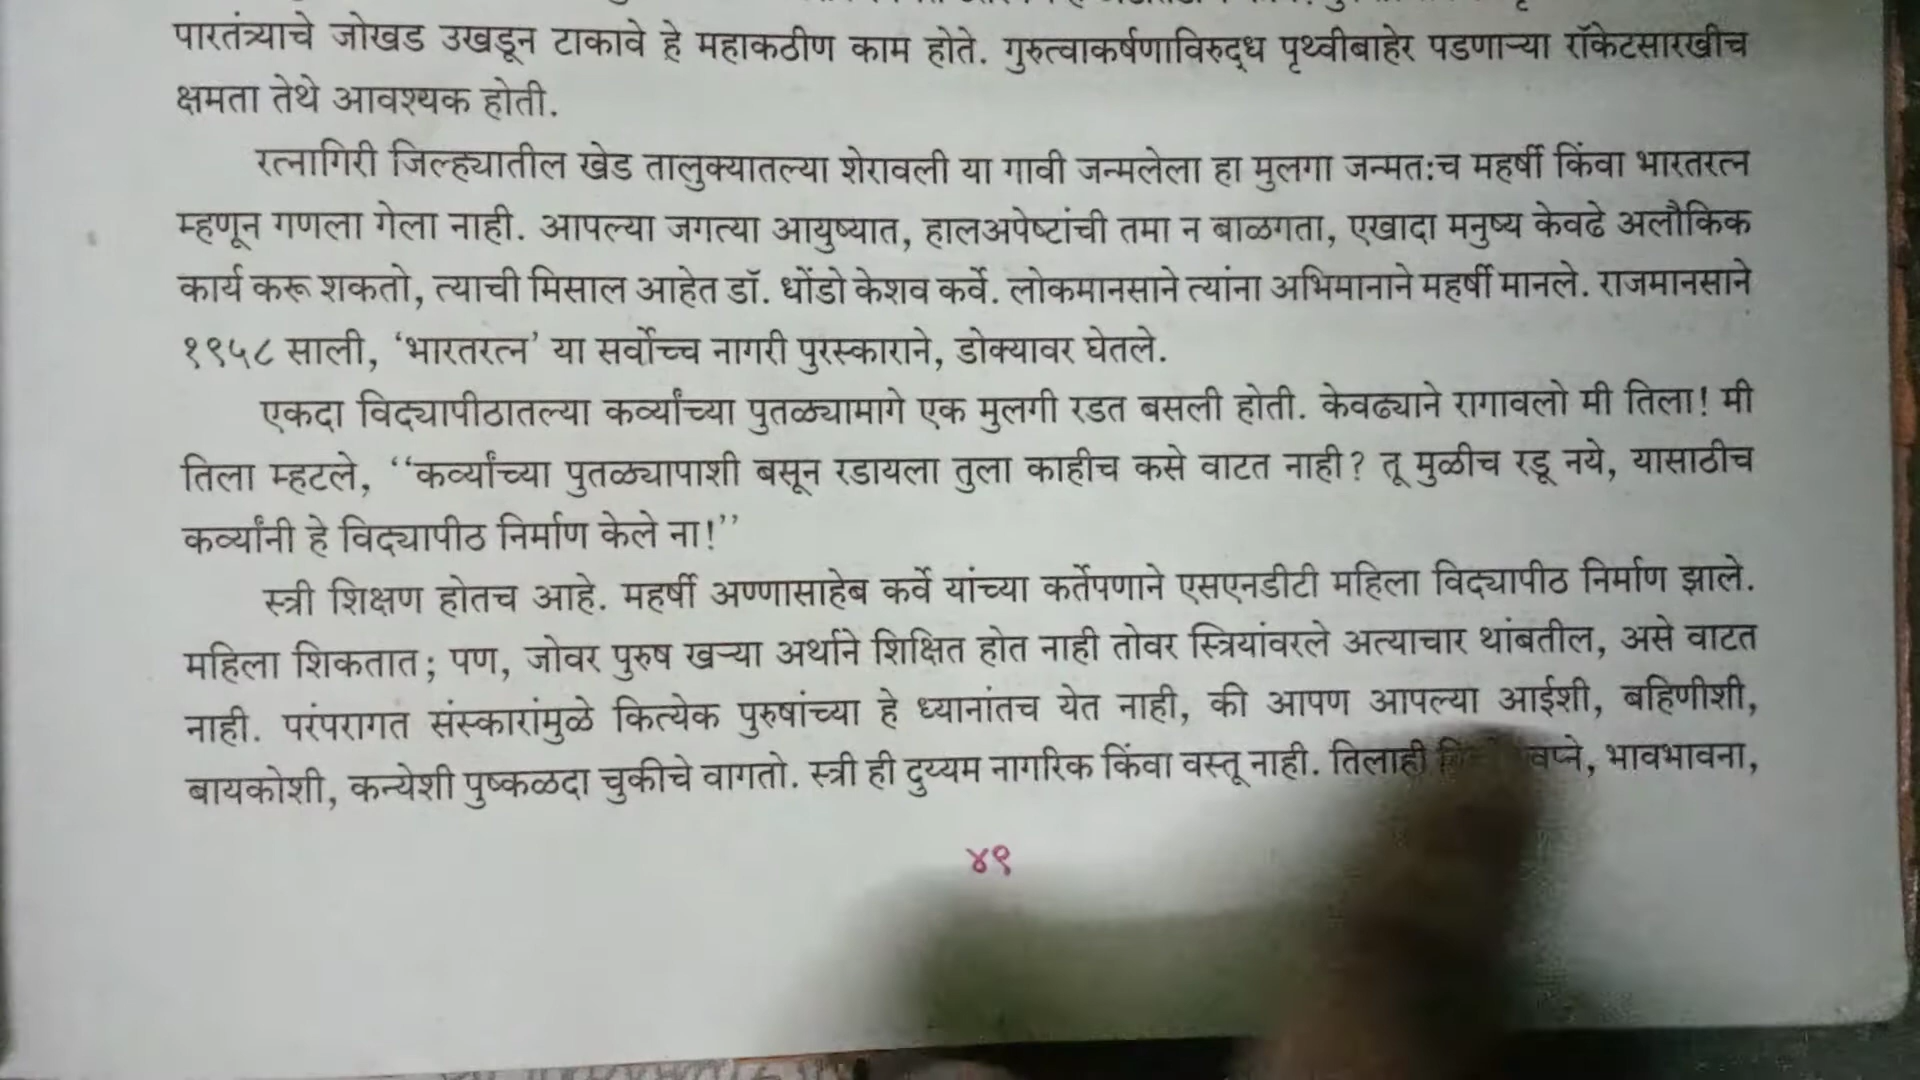 पारतंत्र्याचे जोखड उखडून टाकावे हे महाकठीण काम होते. गुरुत्वाकर्षणाविरुद्ध पृथ्वीबाहेर पडणाऱ्या रॉकेटसारखीच
क्षमता तेथे आवश्यक होती.
रत्नागिरी जिल्ह्यातील खेड तालुक्यातल्या शेरावली या गावी जन्मलेला हा मुलगा जन्मतःच महर्षी किंवा भारतरत्न
म्हणून गणला गेला नाही. आपल्या जगत्या आयुष्यात, हालअपेष्टांची तमा न बाळगता, एखादा मनुष्य केवढे अलौकिक
कार्य करू शकतो, त्याची मिसाल आहेत डॉ. धोंडो केशव कर्वे. लोकमानसाने त्यांना अभिमानाने महर्षी मानले. राजमानसाने
१९५८ साली, ‘भारतरत्न’ या सर्वोच्च नागरी पुरस्काराने, डोक्यावर घेतले.
एकदा विद्यापीठातल्या कर्व्यांच्या पुतळ्यामागे एक मुलगी रडत बसली होती. केवढ्याने रागावलो मी तिला! मी
तिला म्हटले, ‘‘कर्व्यांच्या पुतळ्यापाशी बसून रडायला तुला काहीच कसे वाटत नाही? तू मुळीच रडू नये, यासाठीच
कर्व्यांनी हे विद्यापीठ निर्माण केले ना!’’
स्त्री शिक्षण होतच आहे. महर्षी अण्णासाहेब कर्वे यांच्या कर्तेपणाने एसएनडीटी महिला विद्यापीठ निर्माण झाले.
महिला शिकतात; पण, जोवर पुरुष खऱ्या अर्थाने शिक्षित होत नाही तोवर स्त्रियांवरले अत्याचार थांबतील, असे वाटत
नाही. परंपरागत संस्कारांमुळे कित्येक पुरुषांच्या हे ध्यानांतच येत नाही, की आपण आपल्या आईशी, बहिणीशी,
बायकोशी, कन्येशी पुष्कळदा चुकीचे वागतो. स्त्री ही दुय्यम नागरिक किंवा वस्तू नाही. तिलाही भावभावना,
४९